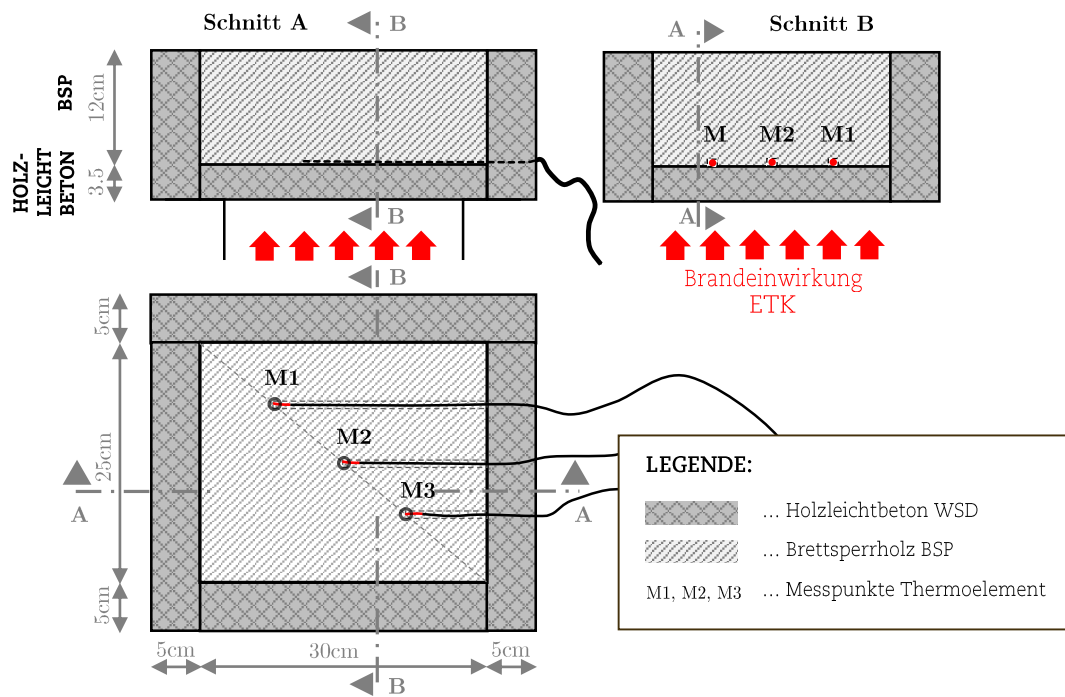 Schnitt A
B
A
Schnitt B
BSP
12cm
HOLZ-
LEICHT
BETON
3.5
M
M2
M1
B
A
Brandeinwirkung
ETK
B
5cm
M1
M2
M3
25cm
A
A
5cm
5cm
30cm
5cm
B
LEGENDE:
... Holzleichtbeton WSD
... Brettsperrholz BSP
M1, M2, M3 ... Messpunkte Thermoelement